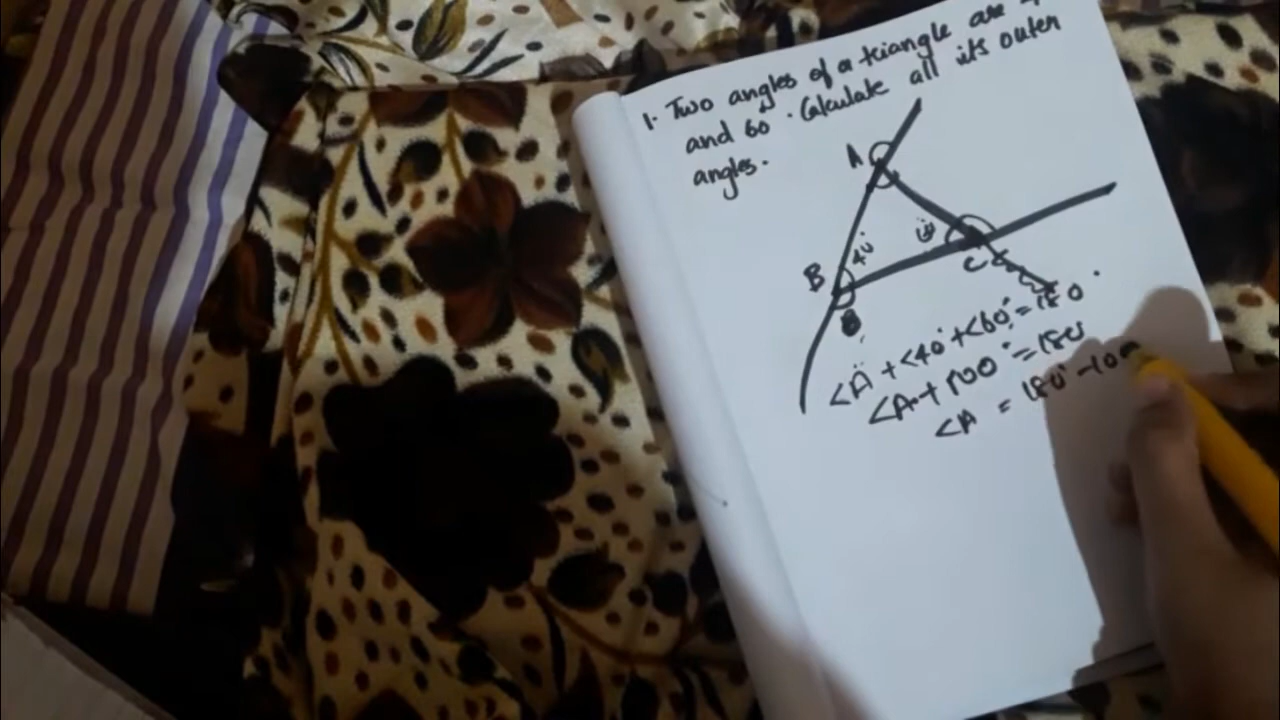 1. Two angles of a triangle are
and 60°. Calculate all its outer
angles.
A
B
40°
C
<A° + <40° + <60° = 180°
<A + 100° = 180
<A = 180° - 100